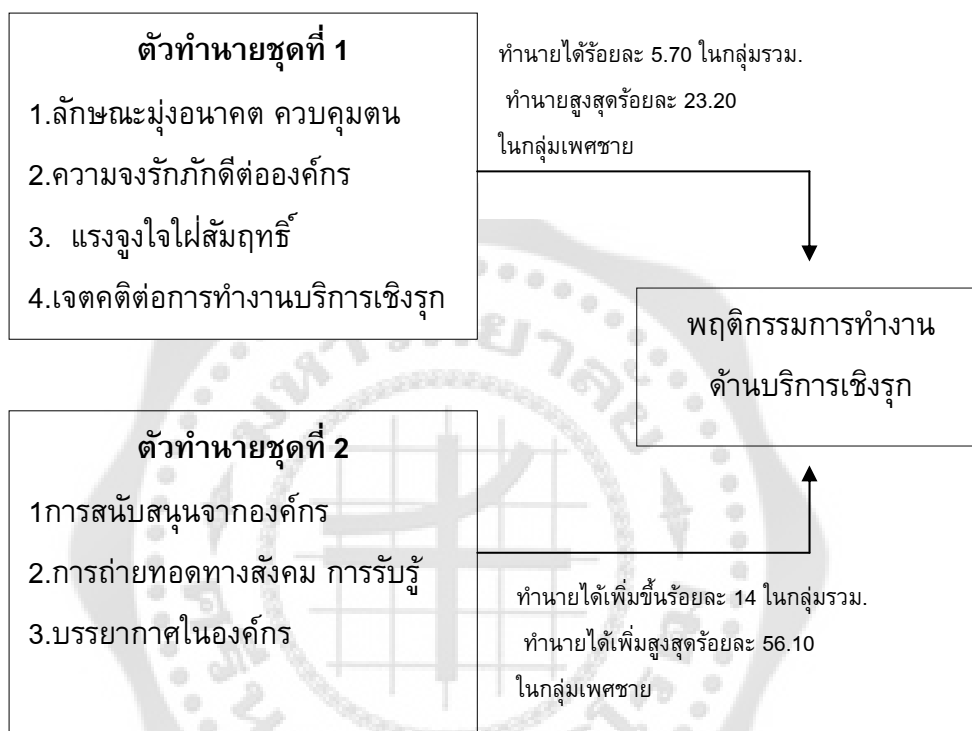 ตัวทำนายชุดที่ 1
1.ลักษณะมุ่งอนาคต ควบคุมตน
2.ความจงรักภักดีต่อองค์กร
3. แรงจูงใจใฝ่สัมฤทธิ์
4.เจตคติต่อการทำงานบริการเชิงรุก
ทำนายได้ร้อยละ 5.70 ในกลุ่มรวม.
ทำนายสูงสุดร้อยละ 23.20
ในกลุ่มเพศชาย
พฤติกรรมการทำงาน
ด้านบริการเชิงรุก
ตัวทำนายชุดที่ 2
1การสนับสนุนจากองค์กร
2.การถ่ายทอดทางสังคม การรับรู้
3.บรรยากาศในองค์กร
ทำนายได้เพิ่มขึ้นร้อยละ 14 ในกลุ่มรวม.
ทำนายได้เพิ่มสูงสุดร้อยละ 56.10
ในกลุ่มเพศชาย